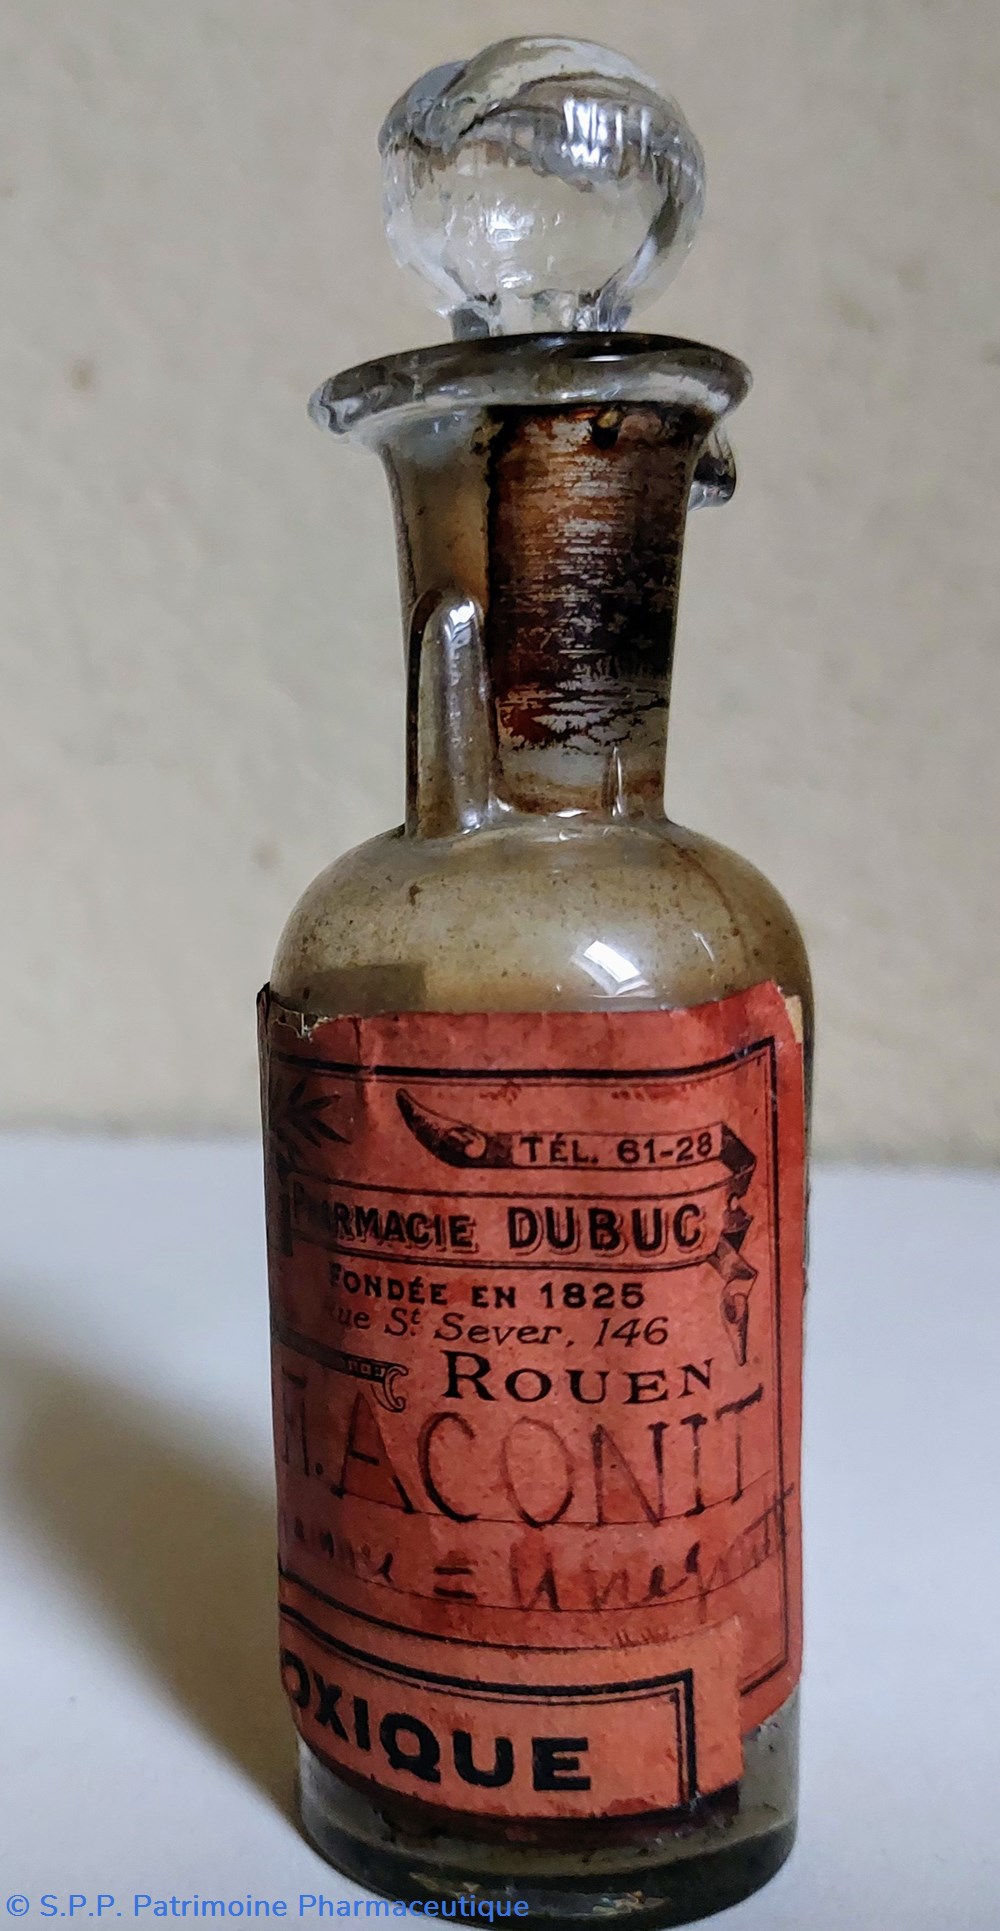 TÉL. 61-28
PHARMACIE DUBUC
FONDÉE EN 1825
Rue St Sever, 146
ROUEN
T. ACONIT
=
OXIQUE
© S.P.P. Patrimoine Pharmaceutique